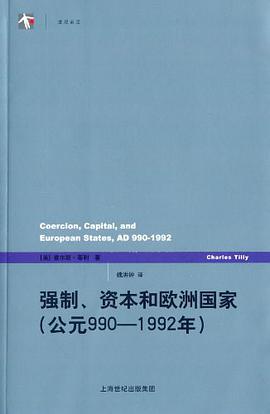 世纪前沿
Coercion, Capital, and
European States, AD 990-1992
[美] 查尔斯·蒂利 著
Charles Tilly
魏洪钟 译
强制、资本和欧洲国家
(公元990—1992年)
上海世纪出版集团